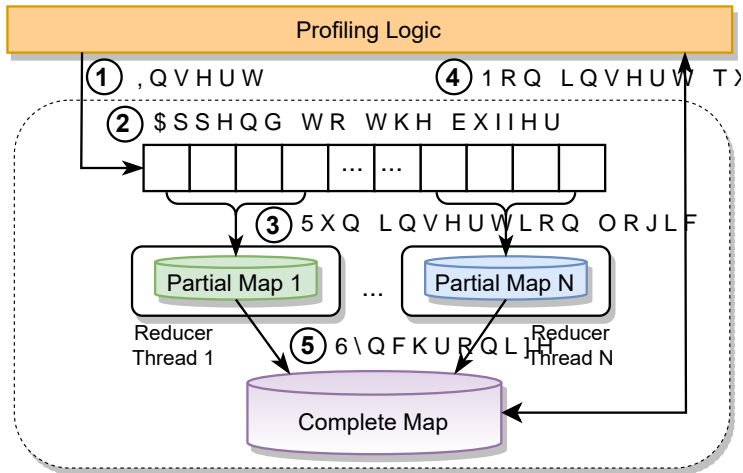 Profiling Logic
1 ,QVHUW
4 1RQ LQVHUW TX
2 $SSHQG WR WKH EXIIHU
... ...
3 5XQ LQVHUWLRQ ORJLF
Partial Map 1
...
Partial Map N
Reducer
Thread 1
5 6\QFKURQL]H
Reducer
Thread N
Complete Map